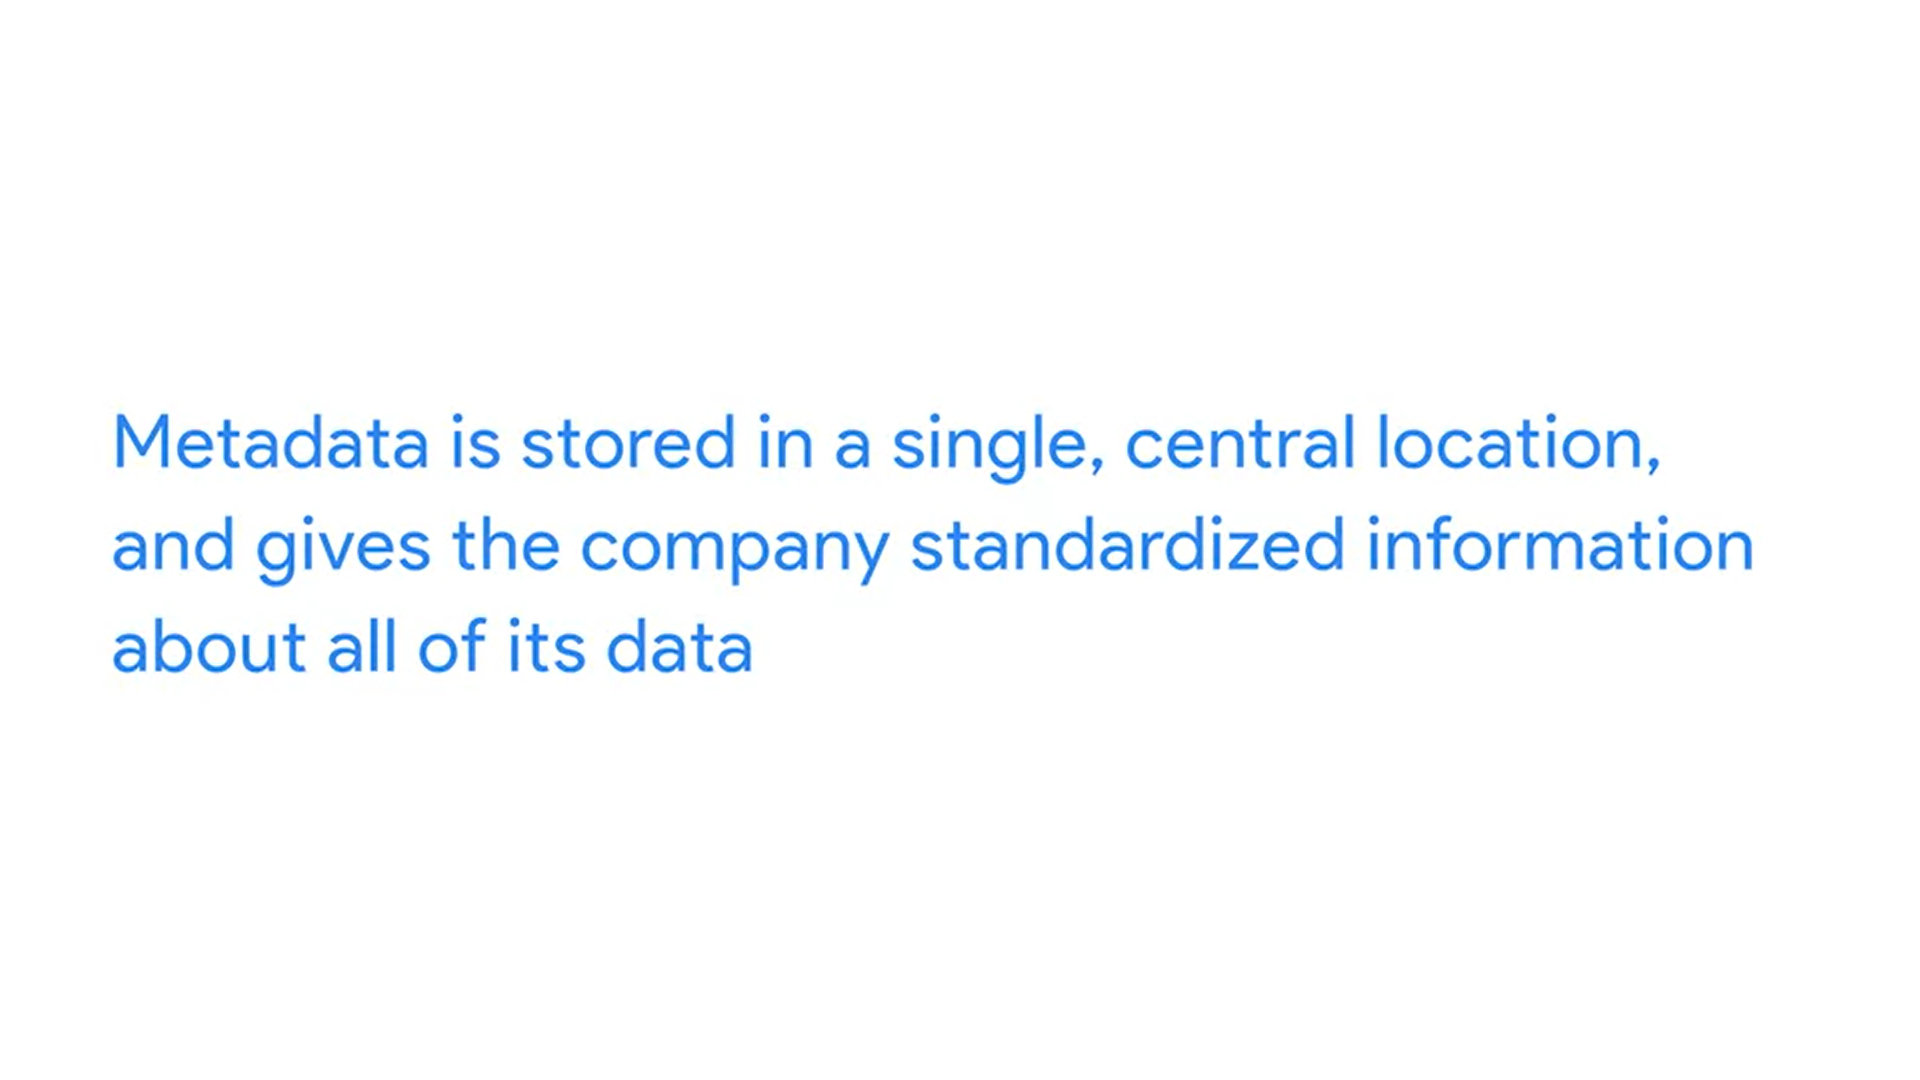 Metadata is stored in a single, central location,
and gives the company standardized information
about all of its data